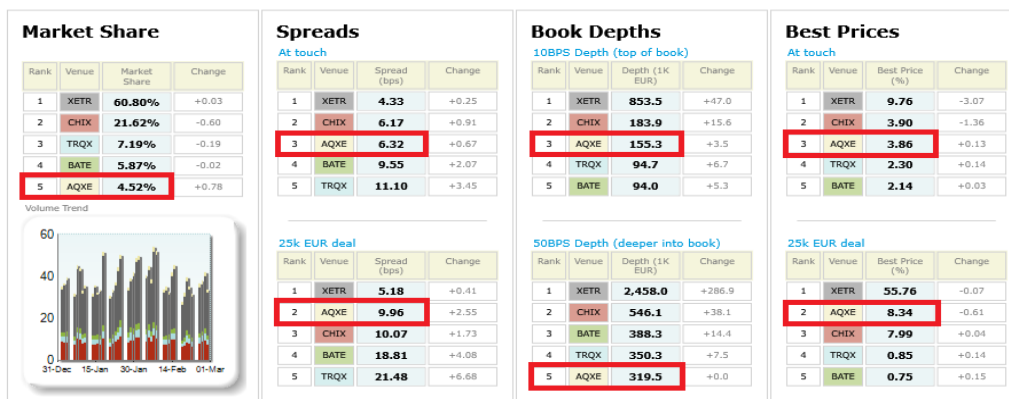 Market Share
Rank Venue Market Share Change
1 XETR 60.80% +0.03
2 CHIX 21.62% -0.60
3 TRQX 7.19% -0.19
4 BATE 5.87% -0.02
5 AQXE 4.52% +0.78
Volume Trend
60
40
20
0
31-Dec 15-Jan 30-Jan 14-Feb 01-Mar
Spreads
At touch
Rank Venue Spread (bps) Change
1 XETR 4.33 +0.25
2 CHIX 6.17 +0.91
3 AQXE 6.32 +0.67
4 BATE 9.55 +2.07
5 TRQX 11.10 +3.45
25k EUR deal
Rank Venue Spread (bps) Change
1 XETR 5.18 +0.41
2 AQXE 9.96 +2.55
3 CHIX 10.07 +1.73
4 BATE 18.81 +4.08
5 TRQX 21.48 +6.68
Book Depths
10BPS Depth (top of book)
Rank Venue Depth (1K EUR) Change
1 XETR 853.5 +47.0
2 CHIX 183.9 +15.6
3 AQXE 155.3 +3.5
4 TRQX 94.7 +6.7
5 BATE 94.0 +5.3
50BPS Depth (deeper into book)
Rank Venue Depth (1K EUR) Change
1 XETR 2,458.0 +286.9
2 CHIX 546.1 +38.1
3 BATE 388.3 +14.4
4 TRQX 350.3 +7.5
5 AQXE 319.5 +0.0
Best Prices
At touch
Rank Venue Best Price (%) Change
1 XETR 9.76 -3.07
2 CHIX 3.90 -1.36
3 AQXE 3.86 +0.13
4 TRQX 2.30 +0.14
5 BATE 2.14 +0.03
25k EUR deal
Rank Venue Best Price (%) Change
1 XETR 55.76 -0.07
2 AQXE 8.34 -0.61
3 CHIX 7.99 +0.04
4 TRQX 0.85 +0.14
5 BATE 0.75 +0.15